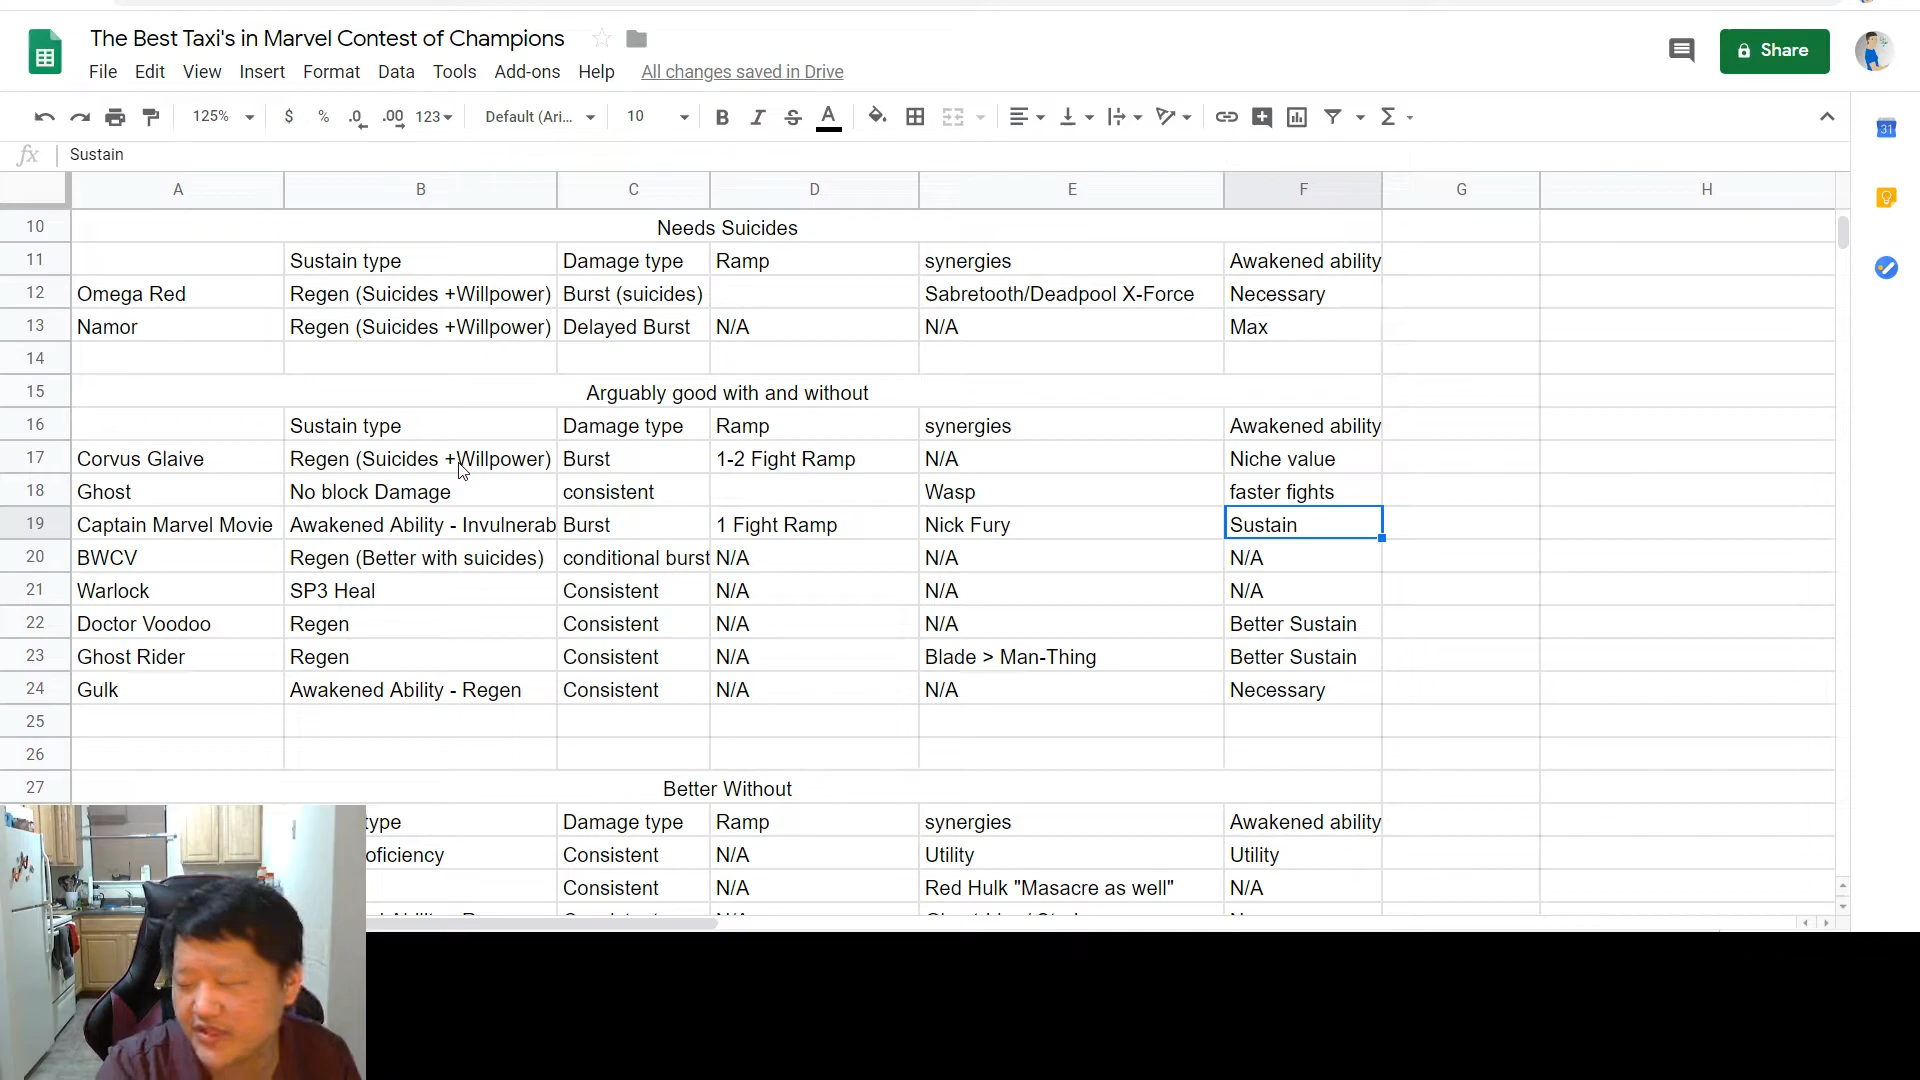 The Best Taxi's in Marvel Contest of Champions
File Edit View Insert Format Data Tools Add-ons Help All changes saved in Drive
Share
125% $ % .0 .00 123 Default (Ari... 10 B I S A
31
fx Sustain
A B C D E F G H
10 Needs Suicides
11 Sustain type Damage type Ramp synergies Awakened ability
12 Omega Red Regen (Suicides +Willpower) Burst (suicides) Sabretooth/Deadpool X-Force Necessary
13 Namor Regen (Suicides +Willpower) Delayed Burst N/A N/A Max
14
15 Arguably good with and without
16 Sustain type Damage type Ramp synergies Awakened ability
17 Corvus Glaive Regen (Suicides +Willpower) Burst 1-2 Fight Ramp N/A Niche value
18 Ghost No block Damage consistent Wasp faster fights
19 Captain Marvel Movie Awakened Ability - Invulnerab Burst 1 Fight Ramp Nick Fury Sustain
20 BWCV Regen (Better with suicides) conditional burst N/A N/A N/A
21 Warlock SP3 Heal Consistent N/A N/A N/A
22 Doctor Voodoo Regen Consistent N/A N/A Better Sustain
23 Ghost Rider Regen Consistent N/A Blade > Man-Thing Better Sustain
24 Gulk Awakened Ability - Regen Consistent N/A N/A Necessary
25
26
27 Better Without
type Damage type Ramp synergies Awakened ability
oficiency Consistent N/A Utility Utility
Consistent N/A Red Hulk "Masacre as well" N/A